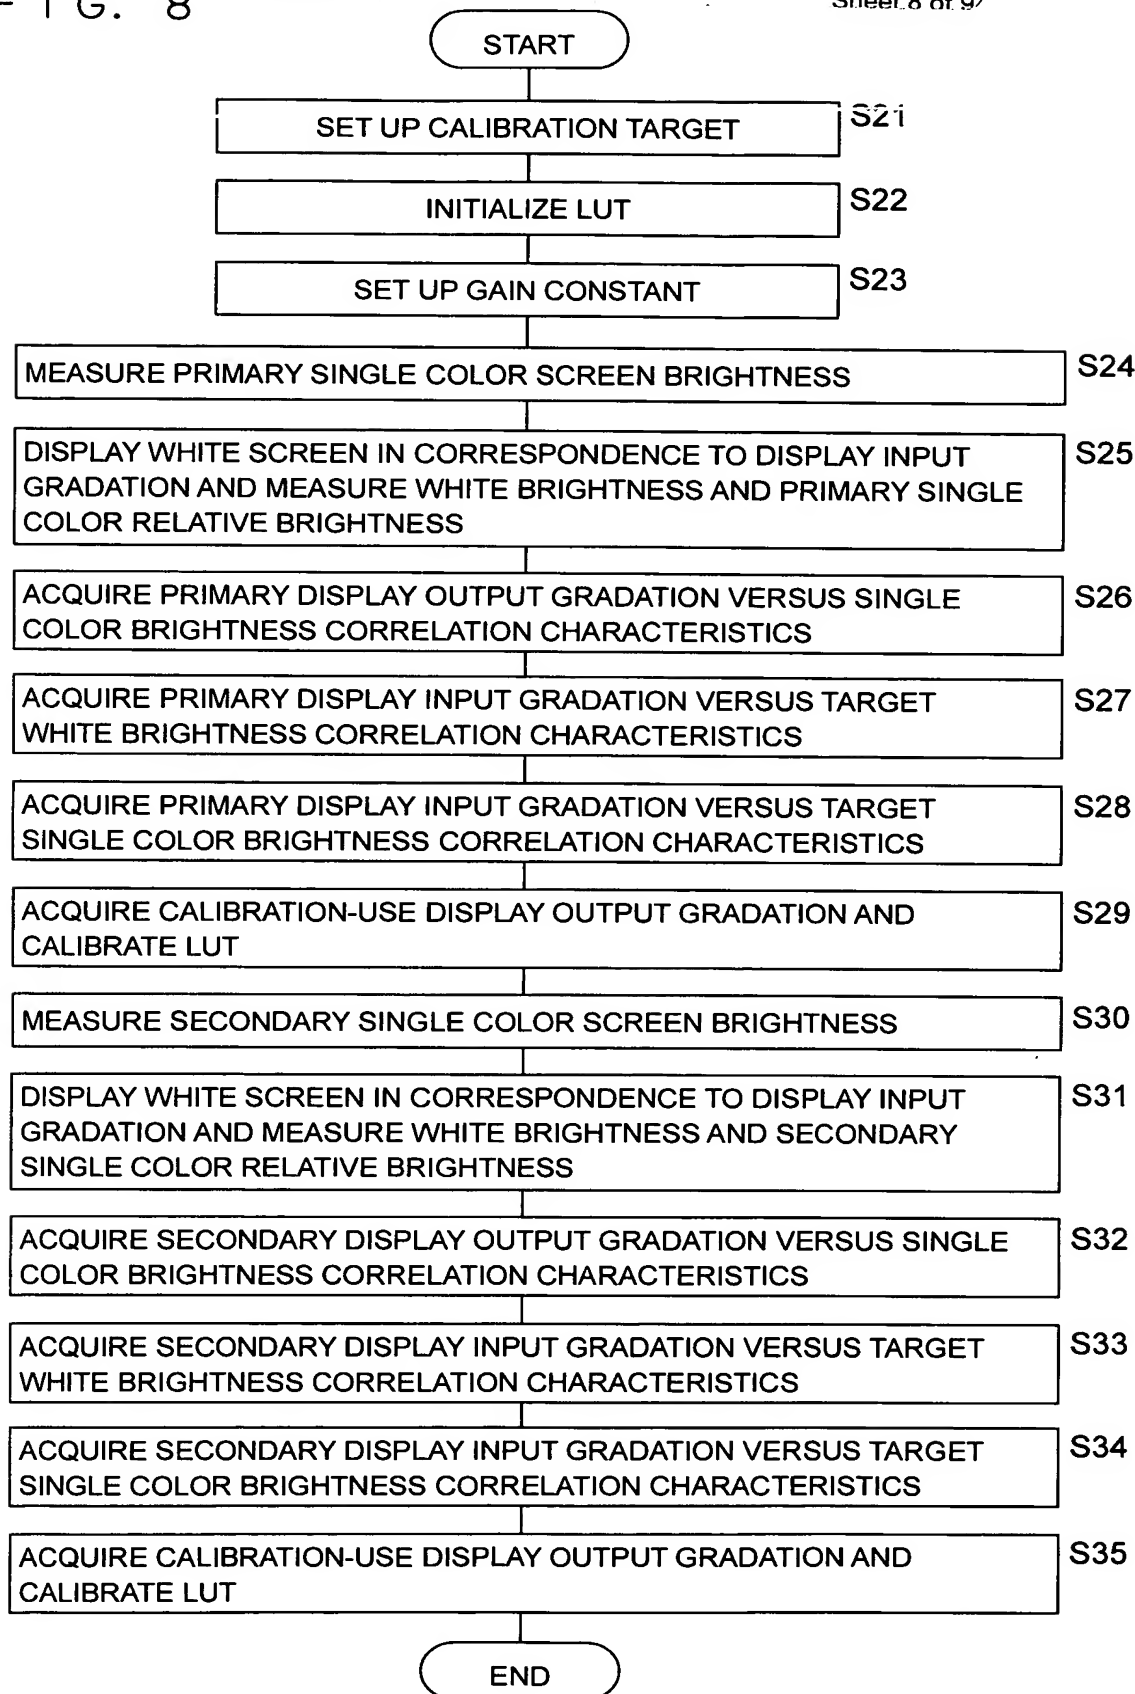 FIG. 8
Sheet 8 of 9
START
SET UP CALIBRATION TARGET
S21
INITIALIZE LUT
S22
SET UP GAIN CONSTANT
S23
MEASURE PRIMARY SINGLE COLOR SCREEN BRIGHTNESS
S24
DISPLAY WHITE SCREEN IN CORRESPONDENCE TO DISPLAY INPUT
GRADATION AND MEASURE WHITE BRIGHTNESS AND PRIMARY SINGLE
COLOR RELATIVE BRIGHTNESS
S25
ACQUIRE PRIMARY DISPLAY OUTPUT GRADATION VERSUS SINGLE
COLOR BRIGHTNESS CORRELATION CHARACTERISTICS
S26
ACQUIRE PRIMARY DISPLAY INPUT GRADATION VERSUS TARGET
WHITE BRIGHTNESS CORRELATION CHARACTERISTICS
S27
ACQUIRE PRIMARY DISPLAY INPUT GRADATION VERSUS TARGET
SINGLE COLOR BRIGHTNESS CORRELATION CHARACTERISTICS
S28
ACQUIRE CALIBRATION-USE DISPLAY OUTPUT GRADATION AND
CALIBRATE LUT
S29
MEASURE SECONDARY SINGLE COLOR SCREEN BRIGHTNESS
S30
DISPLAY WHITE SCREEN IN CORRESPONDENCE TO DISPLAY INPUT
GRADATION AND MEASURE WHITE BRIGHTNESS AND SECONDARY
SINGLE COLOR RELATIVE BRIGHTNESS
S31
ACQUIRE SECONDARY DISPLAY OUTPUT GRADATION VERSUS SINGLE
COLOR BRIGHTNESS CORRELATION CHARACTERISTICS
S32
ACQUIRE SECONDARY DISPLAY INPUT GRADATION VERSUS TARGET
WHITE BRIGHTNESS CORRELATION CHARACTERISTICS
S33
ACQUIRE SECONDARY DISPLAY INPUT GRADATION VERSUS TARGET
SINGLE COLOR BRIGHTNESS CORRELATION CHARACTERISTICS
S34
ACQUIRE CALIBRATION-USE DISPLAY OUTPUT GRADATION AND
CALIBRATE LUT
S35
END